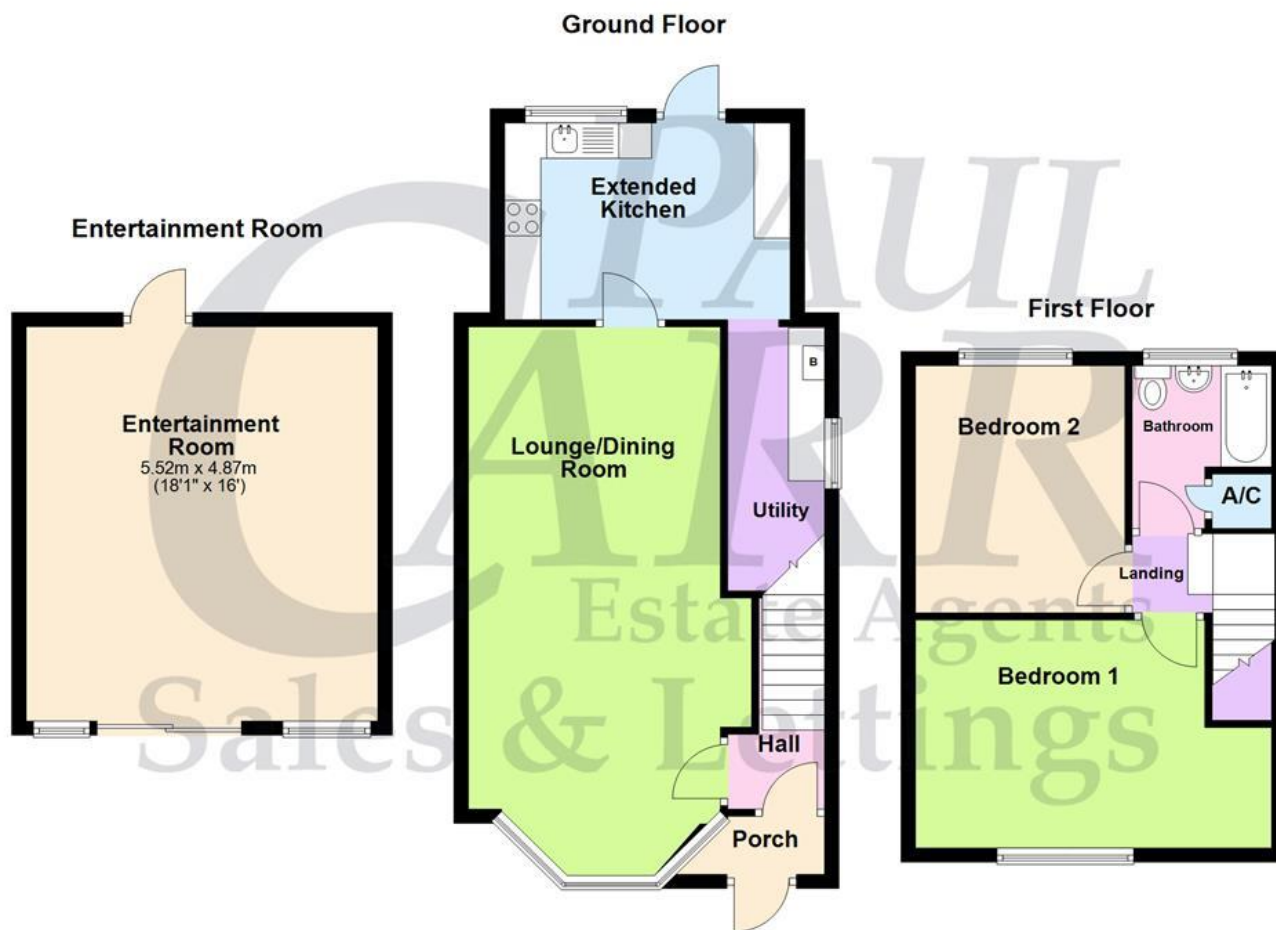 Ground Floor
Extended
Kitchen
Lounge/Dining
Room
B
Utility
Hall
Porch
Entertainment Room
Entertainment
Room
5.52m x 4.87m
(18'1" x 16')
First Floor
Bedroom 2
Bathroom
A/C
Landing
Bedroom 1
PAUL
CARR
Estate Agents
Sales & Lettings